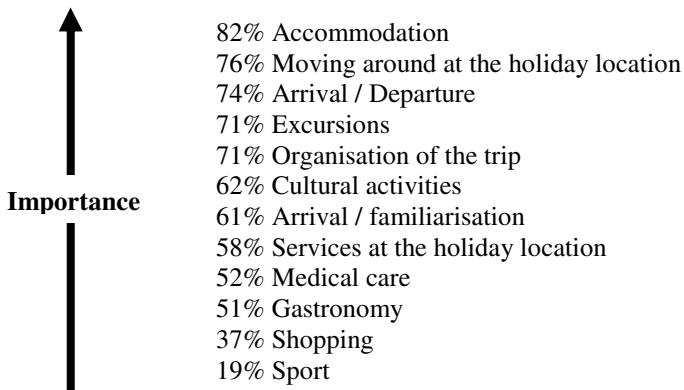 82% Accommodation
76% Moving around at the holiday location
74% Arrival / Departure
71% Excursions
71% Organisation of the trip
62% Cultural activities
Importance
61% Arrival / familiarisation
58% Services at the holiday location
52% Medical care
51% Gastronomy
37% Shopping
19% Sport